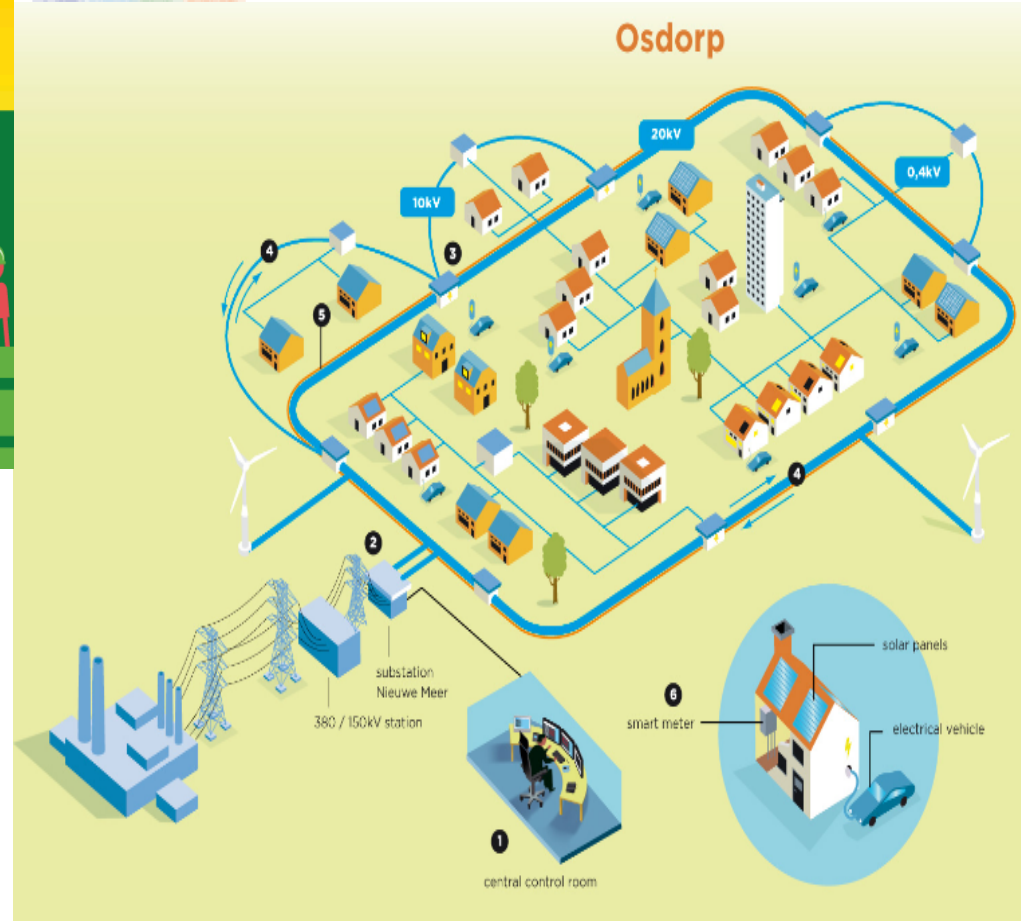 Osdorp
20kV
0,4kV
10kV
3
4
5
4
2
substation
Nieuwe Meer
380 / 150kV station
solar panels
6
smart meter
electrical vehicle
1
central control room